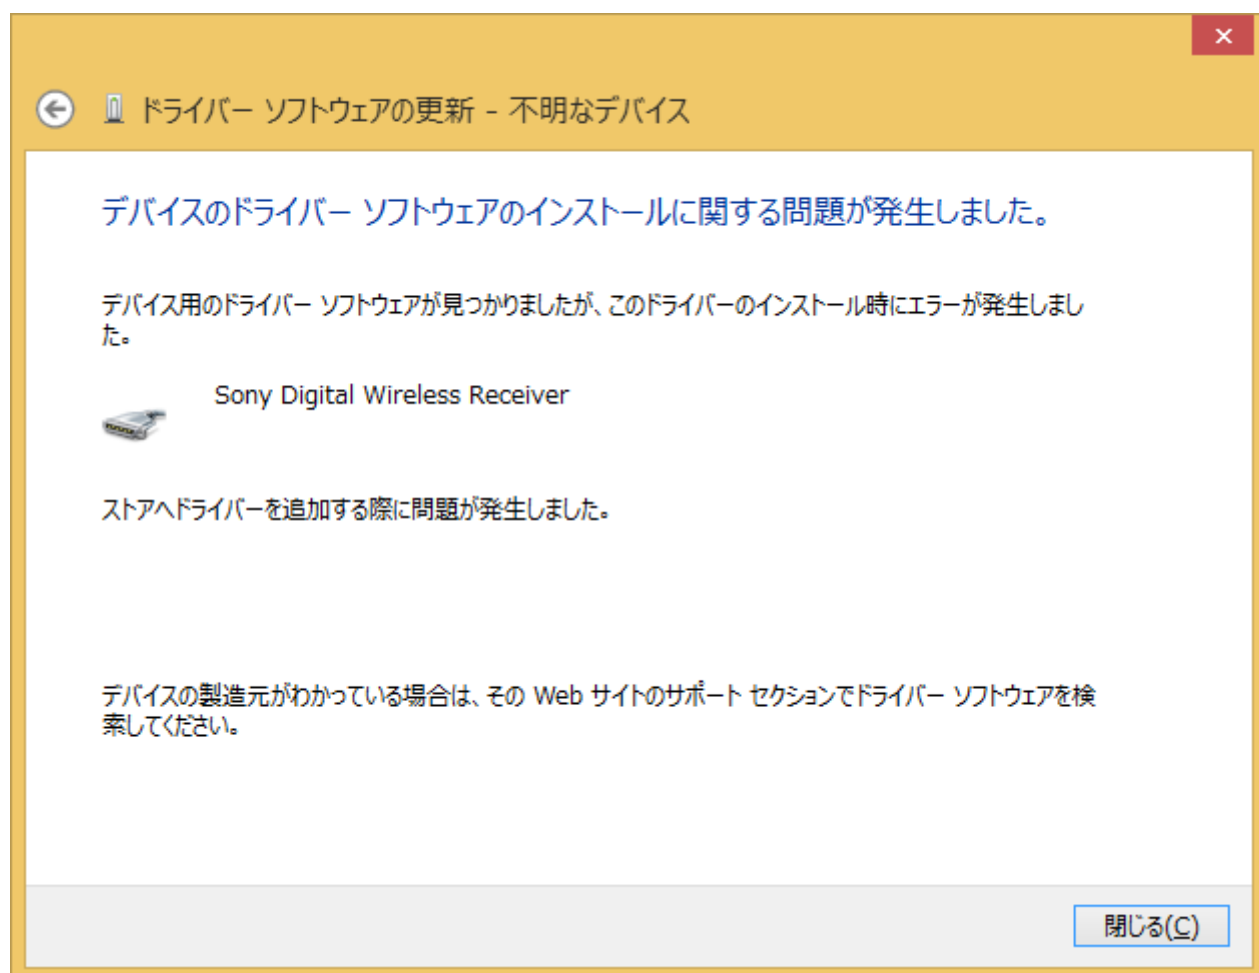 ドライバー ソフトウェアの更新 - 不明なデバイス
デバイスのドライバー ソフトウェアのインストールに関する問題が発生しました。
デバイス用のドライバー ソフトウェアが見つかりましたが、このドライバーのインストール時にエラーが発生しまし
た。
Sony Digital Wireless Receiver
ストアへドライバーを追加する際に問題が発生しました。
デバイスの製造元がわかっている場合は、その Web サイトのサポート セクションでドライバー ソフトウェアを検
索してください。
閉じる(C)